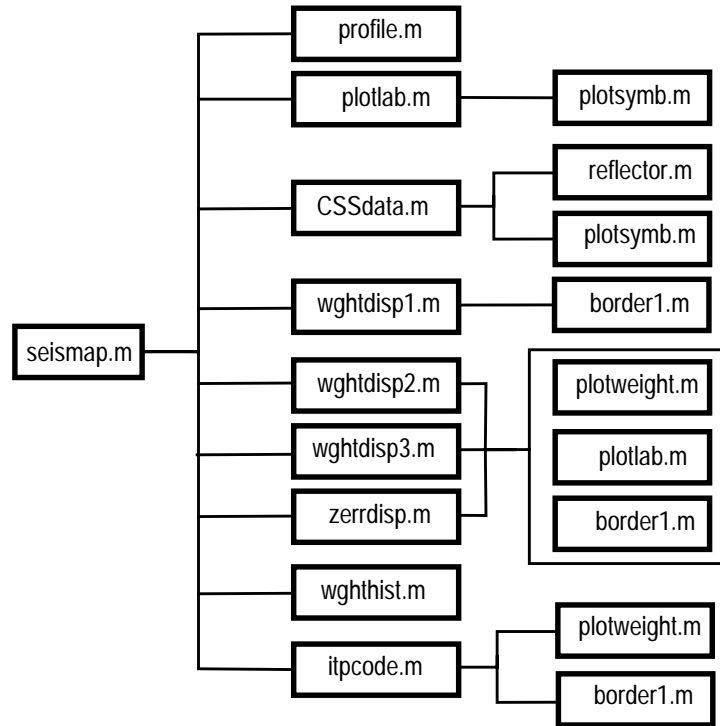 profile.m
plotlab.m
plotsymb.m
reflector.m
CSSdata.m
plotsymb.m
wghtdisp1.m
border1.m
seismap.m
wghtdisp2.m
plotweight.m
wghtdisp3.m
plotlab.m
zerrdisp.m
border1.m
wghthist.m
plotweight.m
itpcode.m
border1.m